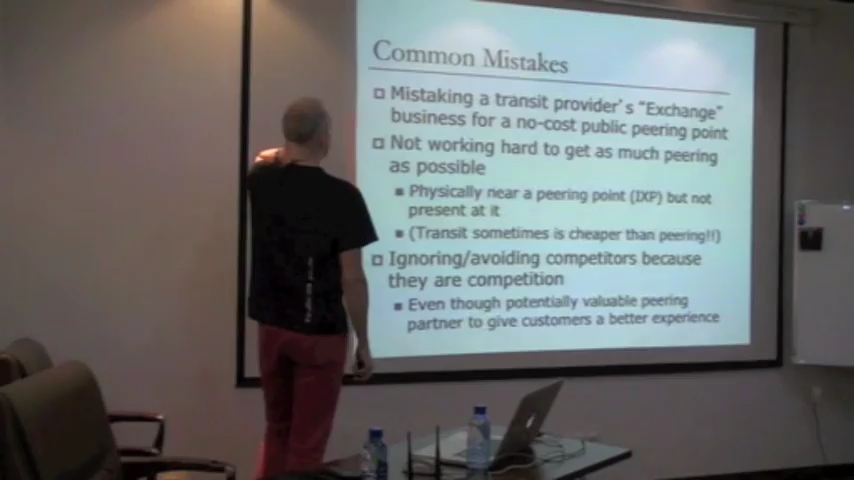 Common Mistakes
Mistaking a transit provider's "Exchange"
business for a no-cost public peering point
Not working hard to get as much peering
as possible
Physically near a peering point (IXP) but not
present at it
(Transit sometimes is cheaper than peering!!)
Ignoring/avoiding competitors because
they are competition
Even though potentially valuable peering
partner to give customers a better experience